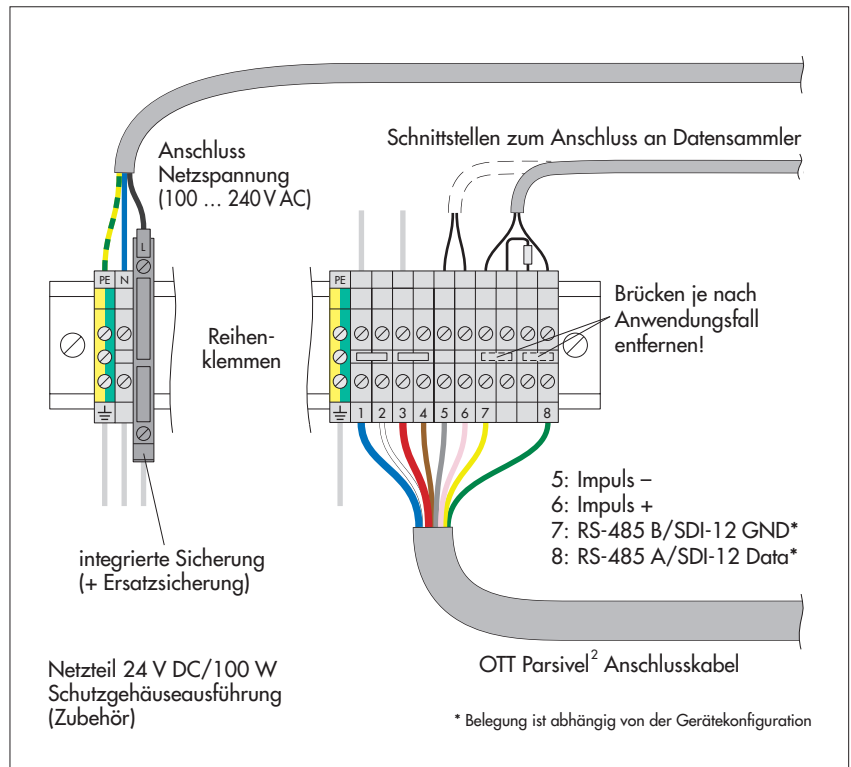 Anschluss
Netzspannung
(100 ... 240 V AC)
Schnittstellen zum Anschluss an Datensammler
L
PE N
PE
Reihen-
klemmen
Brücken je nach
Anwendungsfall
entfernen!
1 2 3 4 5 6 7 8
5: Impuls –
6: Impuls +
7: RS-485 B/SDI-12 GND*
8: RS-485 A/SDI-12 Data*
integrierte Sicherung
(+ Ersatzsicherung)
Netzteil 24 V DC/100 W
Schutzgehäuseausführung
(Zubehör)
OTT Parsivel² Anschlusskabel
* Belegung ist abhängig von der Gerätekonfiguration